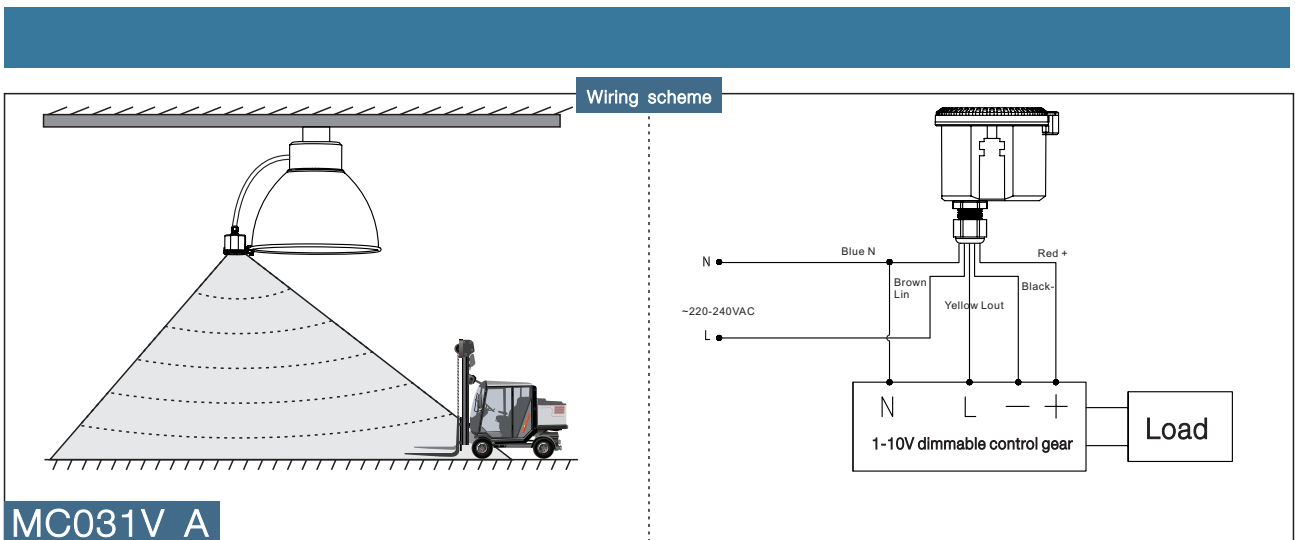 Wiring scheme
Blue N
Red +
N
Brown
Lin
Black-
Yellow Lout
~220-240VAC
L
N L — +
1-10V dimmable control gear
Load
MC031V A